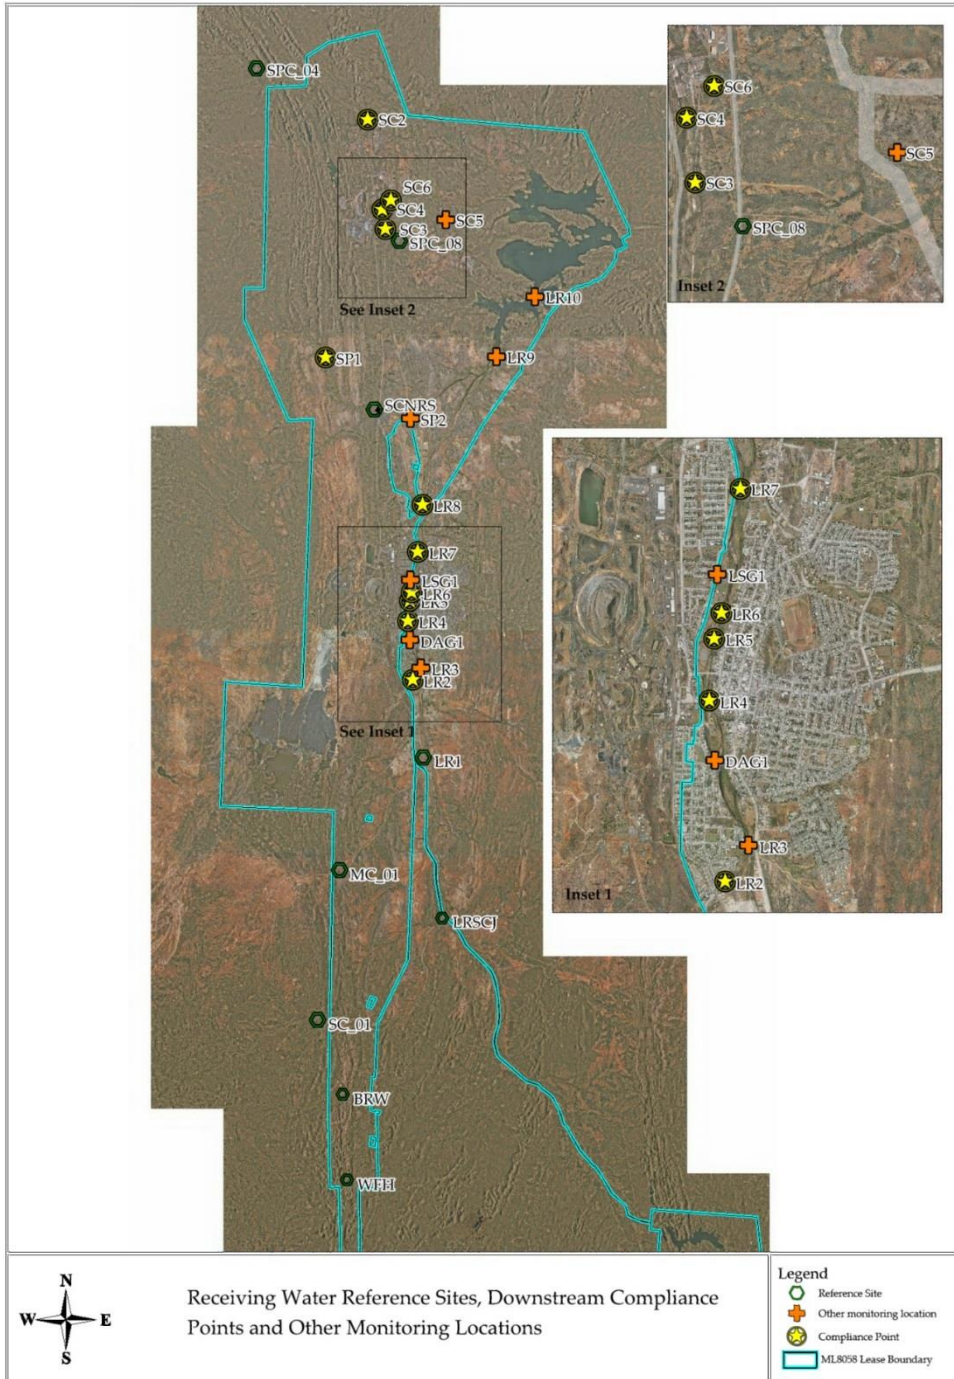 SPC_04
SC2
SC6
SC4
SC3
SPC_08
SC5
See Inset 2
LR10
LR9
SP1
SCNRS
SP2
LR8
LR7
LSG1
LR6
LR5
LR4
DAG1
LR3
LR2
See Inset 1
LR1
MC_01
LRSCJ
SC_01
BRW
WFH
SC6
SC4
SC5
SC3
SPC_08
Inset 2
LR7
LSG1
LR6
LR5
LR4
DAG1
LR3
LR2
Inset 1
N
W E
S
Receiving Water Reference Sites, Downstream Compliance
Points and Other Monitoring Locations
Legend
Reference Site
Other monitoring location
Compliance Point
ML8058 Lease Boundary